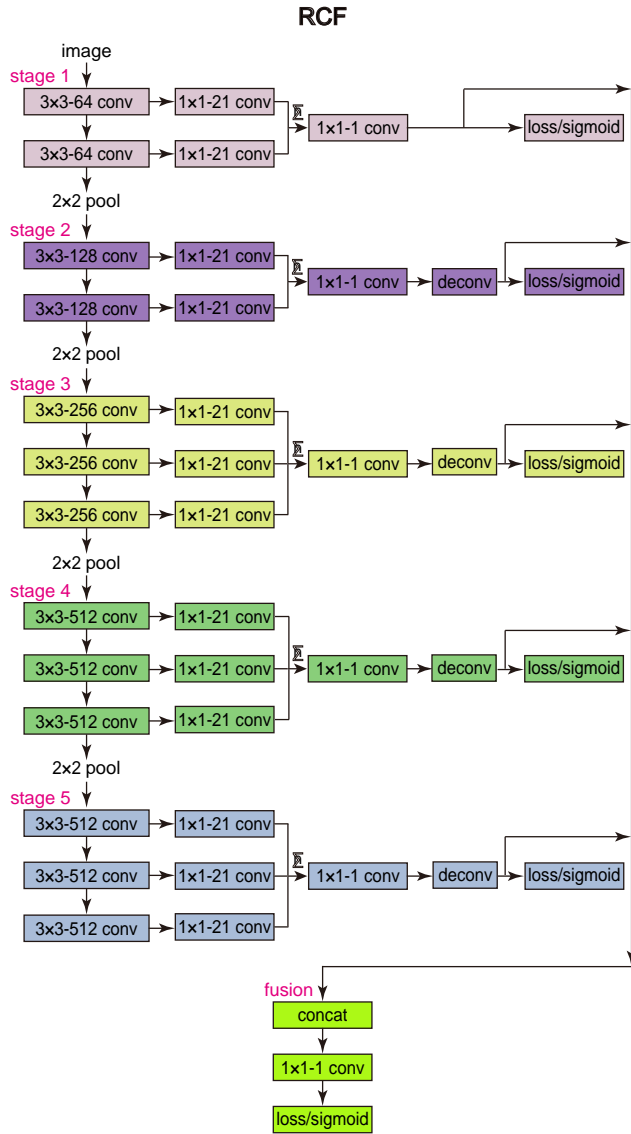 RCF
image
stage 1
3×3-64 conv
1×1-21 conv
3×3-64 conv
1×1-21 conv
1×1-1 conv
loss/sigmoid
2×2 pool
stage 2
3×3-128 conv
1×1-21 conv
3×3-128 conv
1×1-21 conv
1×1-1 conv
deconv
loss/sigmoid
2×2 pool
stage 3
3×3-256 conv
1×1-21 conv
3×3-256 conv
1×1-21 conv
1×1-1 conv
deconv
loss/sigmoid
3×3-256 conv
1×1-21 conv
2×2 pool
stage 4
3×3-512 conv
1×1-21 conv
3×3-512 conv
1×1-21 conv
1×1-1 conv
deconv
loss/sigmoid
3×3-512 conv
1×1-21 conv
2×2 pool
stage 5
3×3-512 conv
1×1-21 conv
3×3-512 conv
1×1-21 conv
1×1-1 conv
deconv
loss/sigmoid
3×3-512 conv
1×1-21 conv
fusion
concat
1×1-1 conv
loss/sigmoid